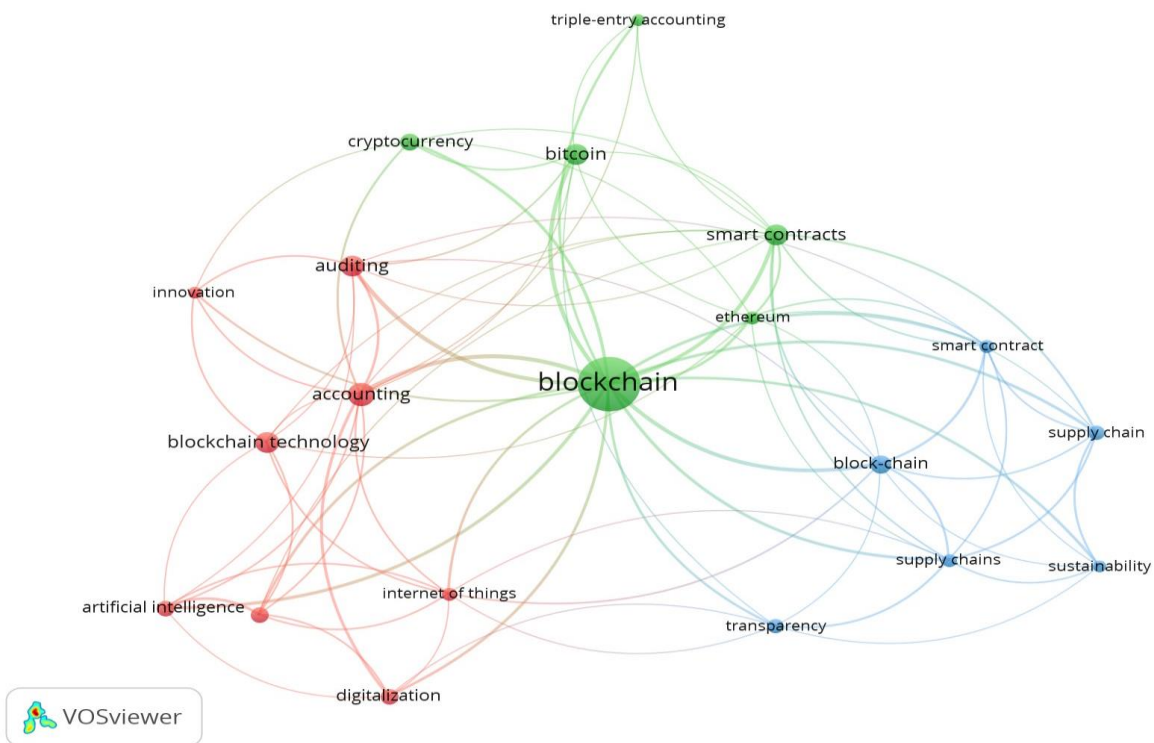 triple-entry accounting
cryptocurrency
bitcoin
smart contracts
auditing
innovation
ethereum
smart contract
blockchain
accounting
supply chain
blockchain technology
block-chain
supply chains
sustainability
internet of things
artificial intelligence
transparency
digitalization
VOSviewer